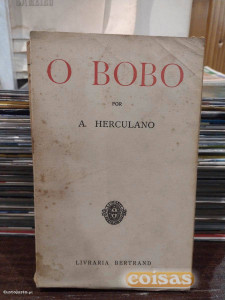 O BOBO
POR
A. HERCULANO
LIVRARIA BERTRAND
coisas